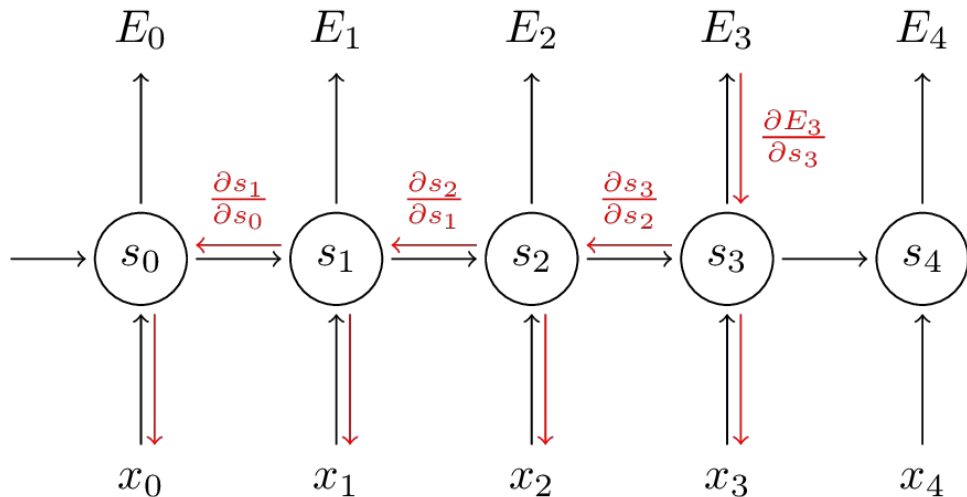 E₀ E₁ E₂ E₃ E₄
∂E₃/∂s₃
∂s₁/∂s₀ ∂s₂/∂s₁ ∂s₃/∂s₂
s₀ s₁ s₂ s₃ s₄
x₀ x₁ x₂ x₃ x₄